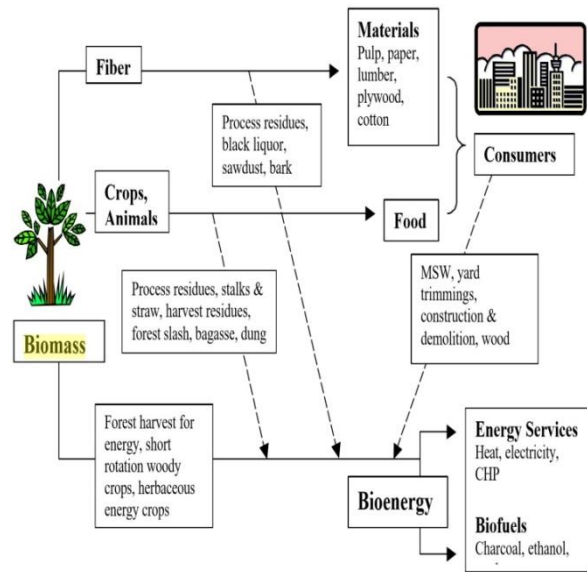 Fiber
Materials
Pulp, paper,
lumber,
plywood,
cotton
Process residues,
black liquor,
sawdust, bark
Consumers
Crops,
Animals
Food
Process residues, stalks &
straw, harvest residues,
forest slash, bagasse, dung
MSW, yard
trimmings,
construction &
demolition, wood
Biomass
Forest harvest for
energy, short
rotation woody
crops, herbaceous
energy crops
Bioenergy
Energy Services
Heat, electricity,
CHP
Biofuels
Charcoal, ethanol,